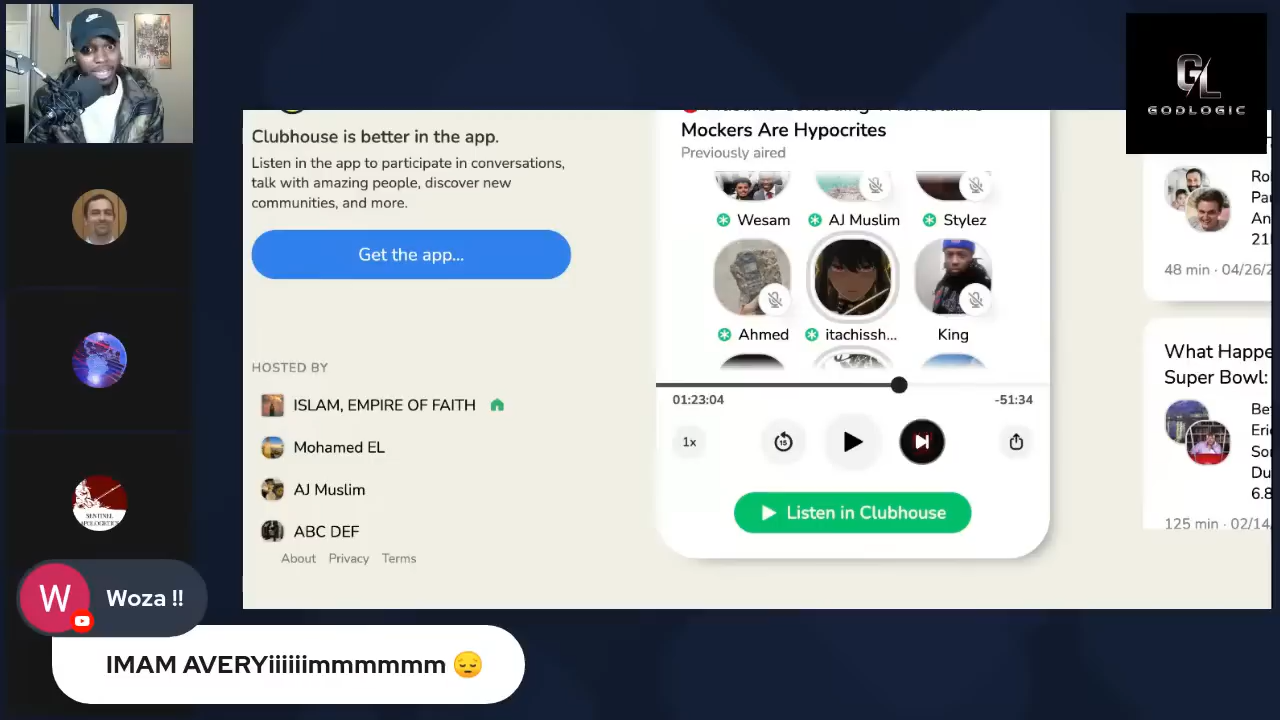 GL
GODLOGIC
Clubhouse is better in the app.
Listen in the app to participate in conversations,
talk with amazing people, discover new
communities, and more.
Get the app...
HOSTED BY
ISLAM, EMPIRE OF FAITH
Mohamed EL
AJ Muslim
ABC DEF
About Privacy Terms
Mockers Are Hypocrites
Previously aired
Wesam AJ Muslim Stylez
Ahmed itachissh... King
01:23:04 -51:34
1x 15
Listen in Clubhouse
48 min · 04/26/2
What Happe
Super Bowl:
125 min · 02/14/
SENTINEL
APOLOGETICS
W Woza !!
IMAM AVERYiiiiiimmmmmm 😔